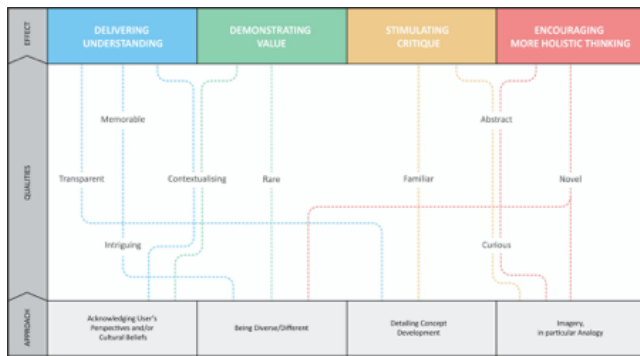 EFFECT
DELIVERING
UNDERSTANDING
DEMONSTRATING
VALUE
STIMULATING
CRITIQUE
ENCOURAGING
MORE HOLISTIC THINKING
QUALITIES
Memorable
Abstract
Transparent
Contextualising
Rare
Familiar
Novel
Intriguing
Curious
APPROACH
Acknowledging User's
Perspectives and/or
Cultural Beliefs
Being Diverse/Different
Detailing Concept
Development
Imagery,
in particular Analogy